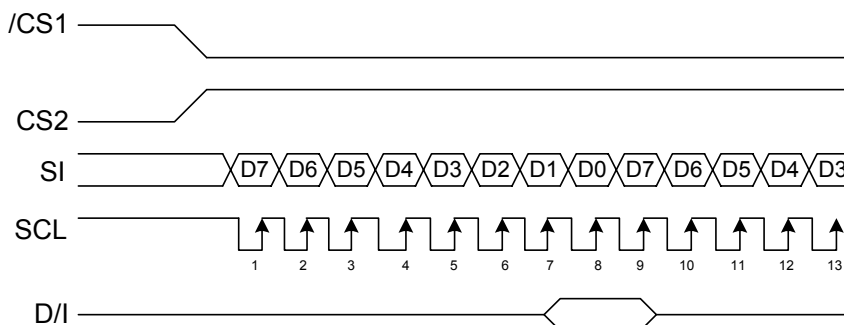 /CS1
CS2
SI D7 D6 D5 D4 D3 D2 D1 D0 D7 D6 D5 D4 D3
SCL
1 2 3 4 5 6 7 8 9 10 11 12 13
D/I